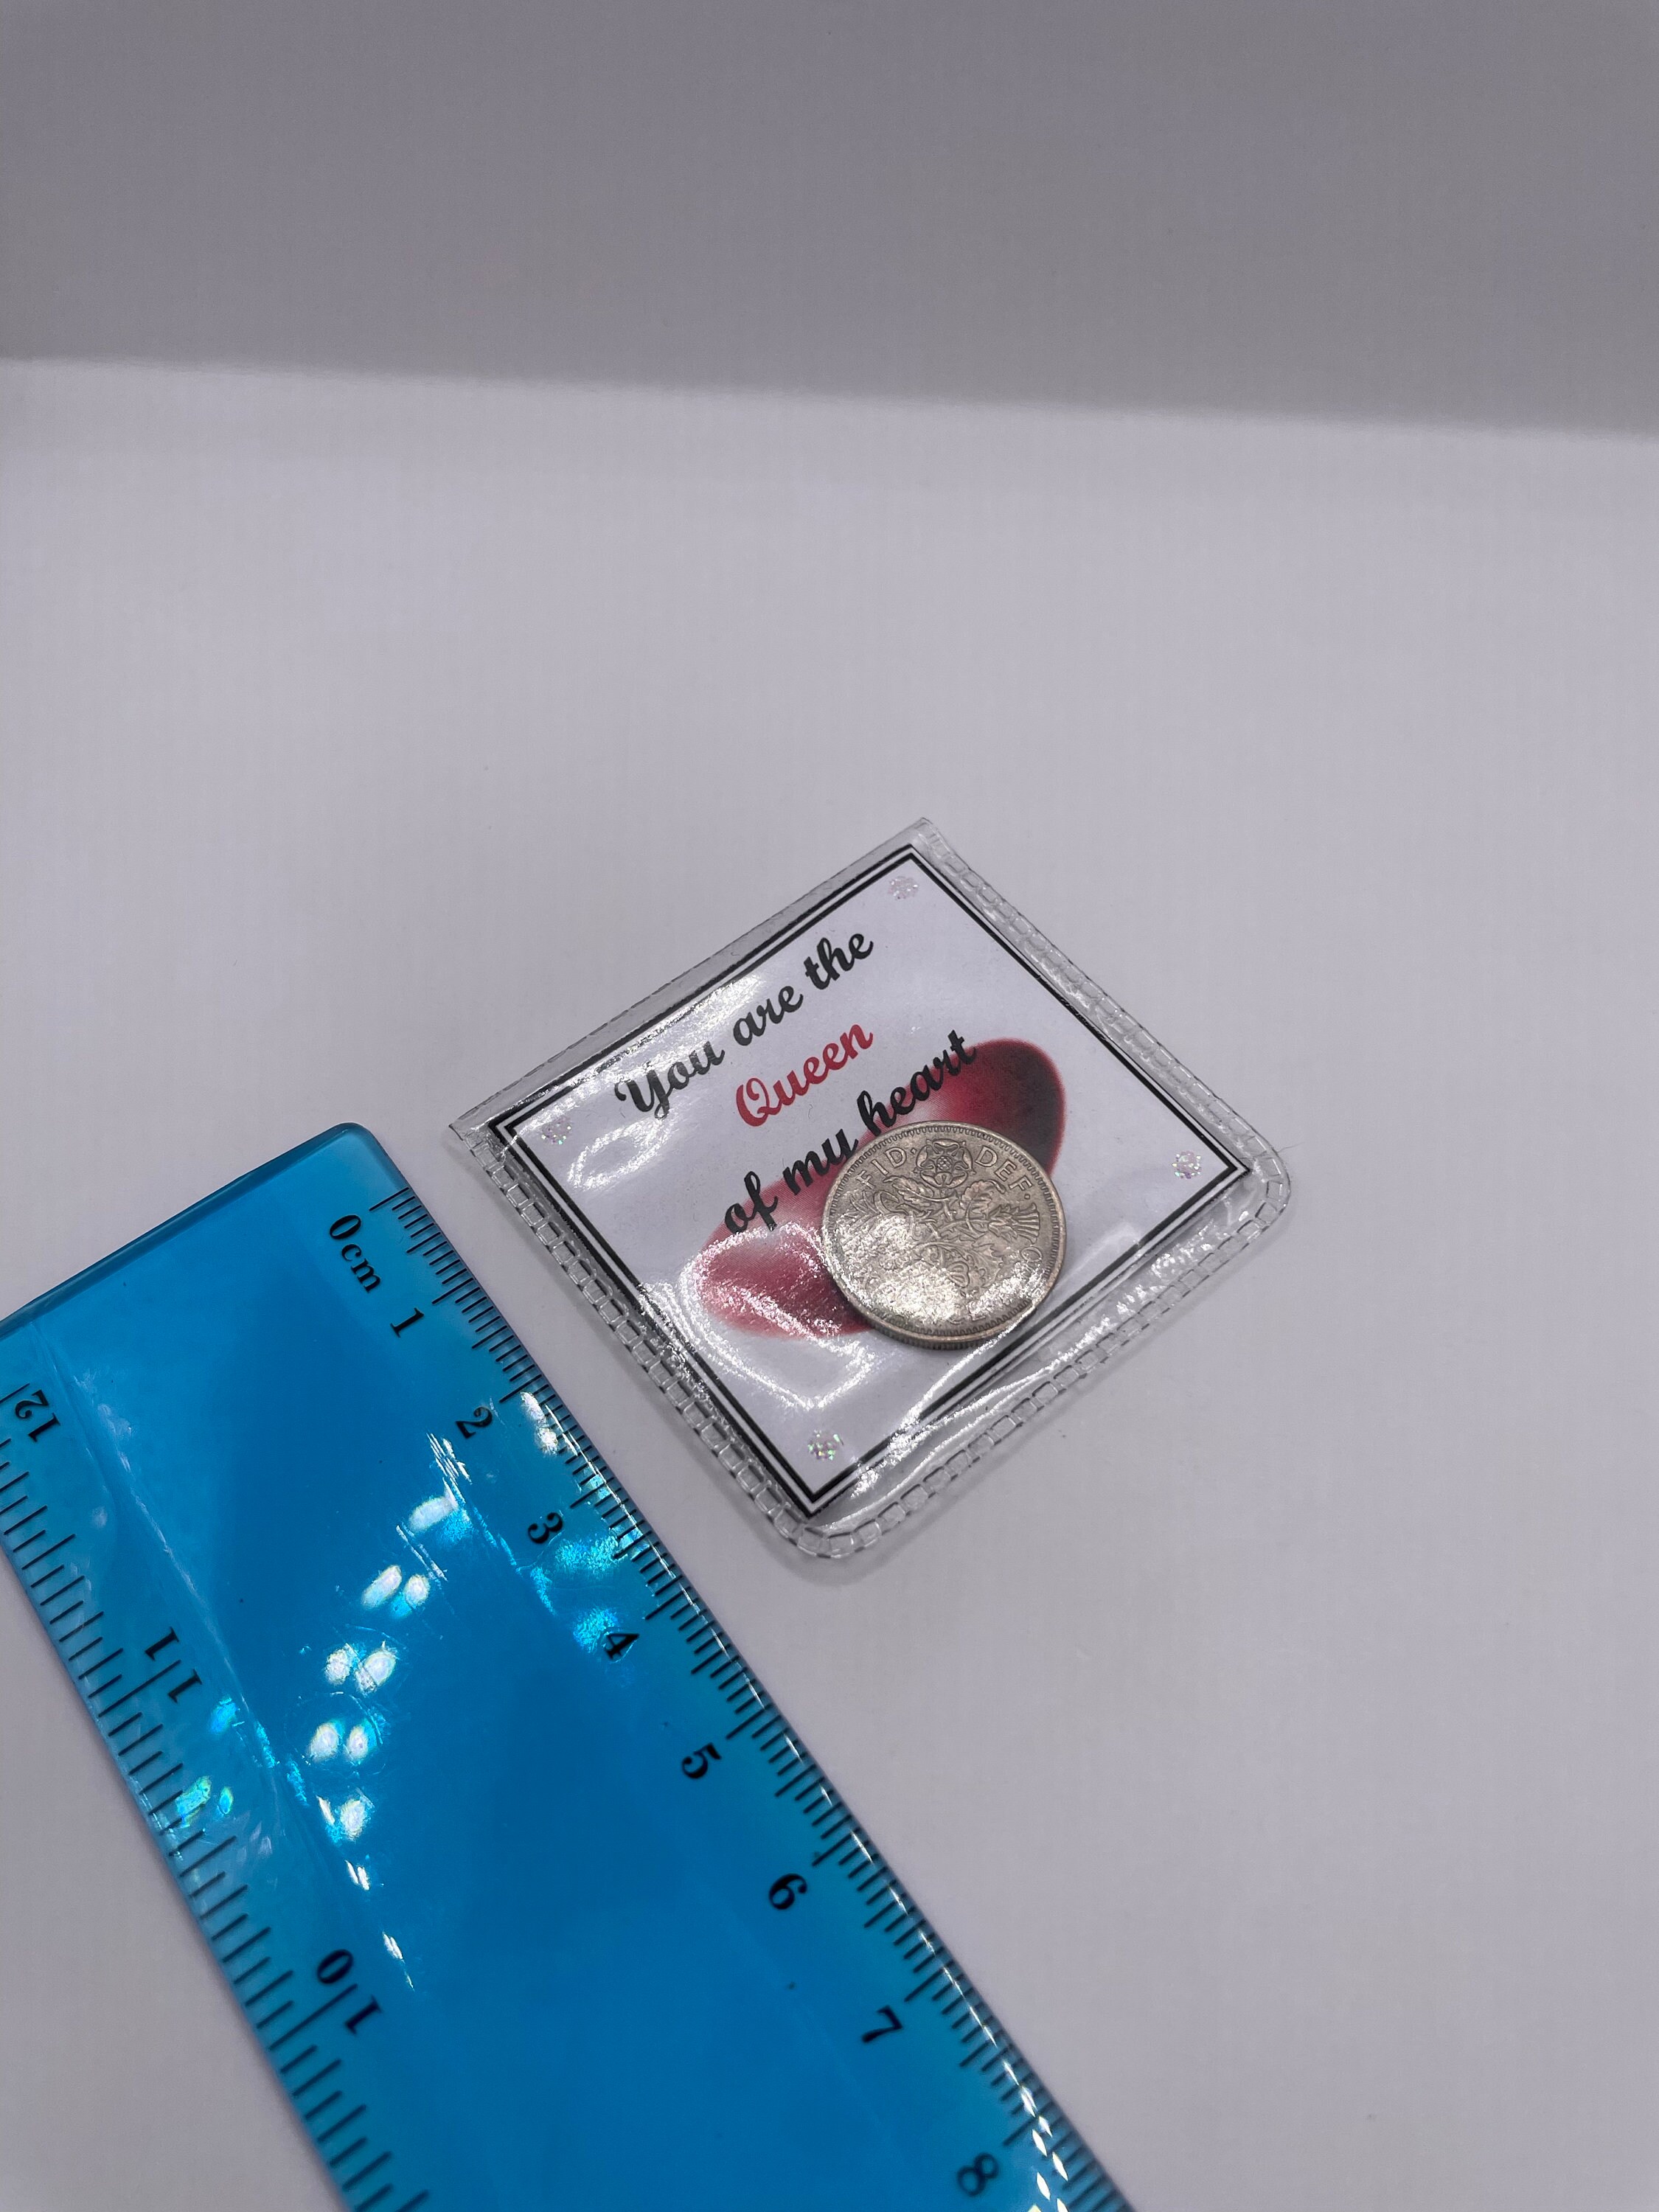 You are the
Queen
of my heart
FID. DEF.
0cm 1
2
3
4
5
6
7
8
12
11
10